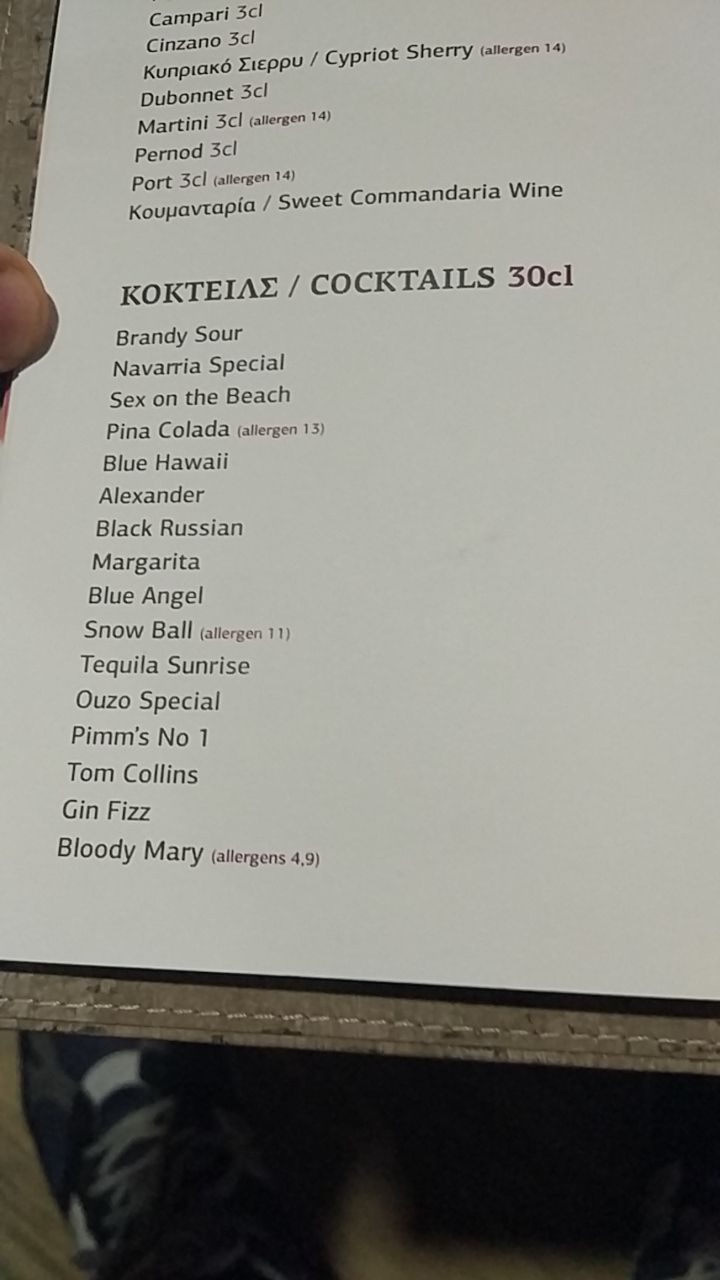 Campari 3cl
Cinzano 3cl
Κυπριακό Σιερρυ / Cypriot Sherry (allergen 14)
Dubonnet 3cl
Martini 3cl (allergen 14)
Pernod 3cl
Port 3cl (allergen 14)
Κουμανταρία / Sweet Commandaria Wine
ΚΟΚΤΕΙΛΣ / COCKTAILS 30cl
Brandy Sour
Navarria Special
Sex on the Beach
Pina Colada (allergen 13)
Blue Hawaii
Alexander
Black Russian
Margarita
Blue Angel
Snow Ball (allergen 11)
Tequila Sunrise
Ouzo Special
Pimm's No 1
Tom Collins
Gin Fizz
Bloody Mary (allergens 4,9)